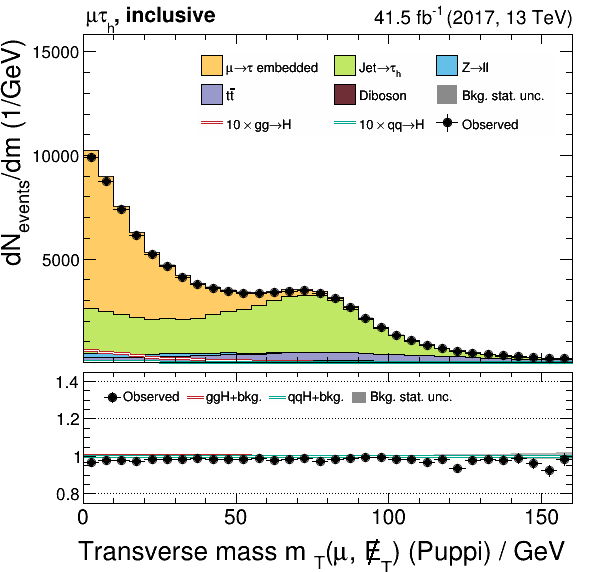 μτh, inclusive
41.5 fb⁻¹ (2017, 13 TeV)
dNevents/dm (1/GeV)
15000
10000
5000
μ→τ embedded
Jet→τh
Z→ll
tt̄
Diboson
Bkg. stat. unc.
10 × gg→H
10 × qq→H
Observed
1.4
1.2
1
0.8
Observed
ggH+bkg.
qqH+bkg.
Bkg. stat. unc.
0
50
100
150
Transverse mass m T(μ, E̸T) (Puppi) / GeV